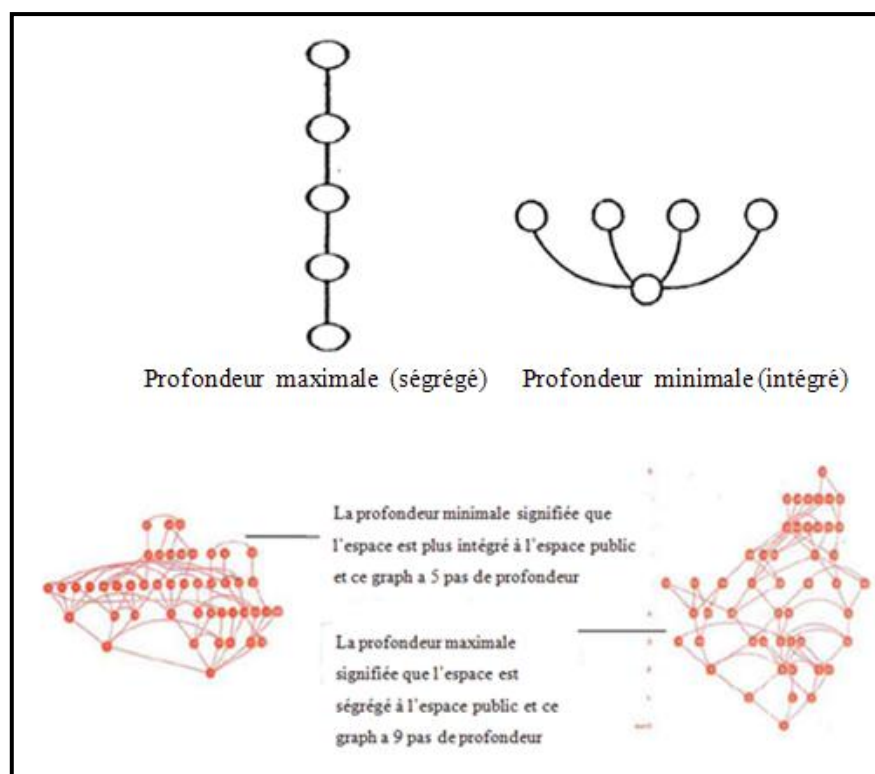 Profondeur maximale (ségrégé)
Profondeur minimale (intégré)
La profondeur minimale signifiée que
l'espace est plus intégré à l'espace public
et ce graph a 5 pas de profondeur
La profondeur maximale
signifiée que l'espace est
ségrégé à l'espace public et ce
graph a 9 pas de profondeur